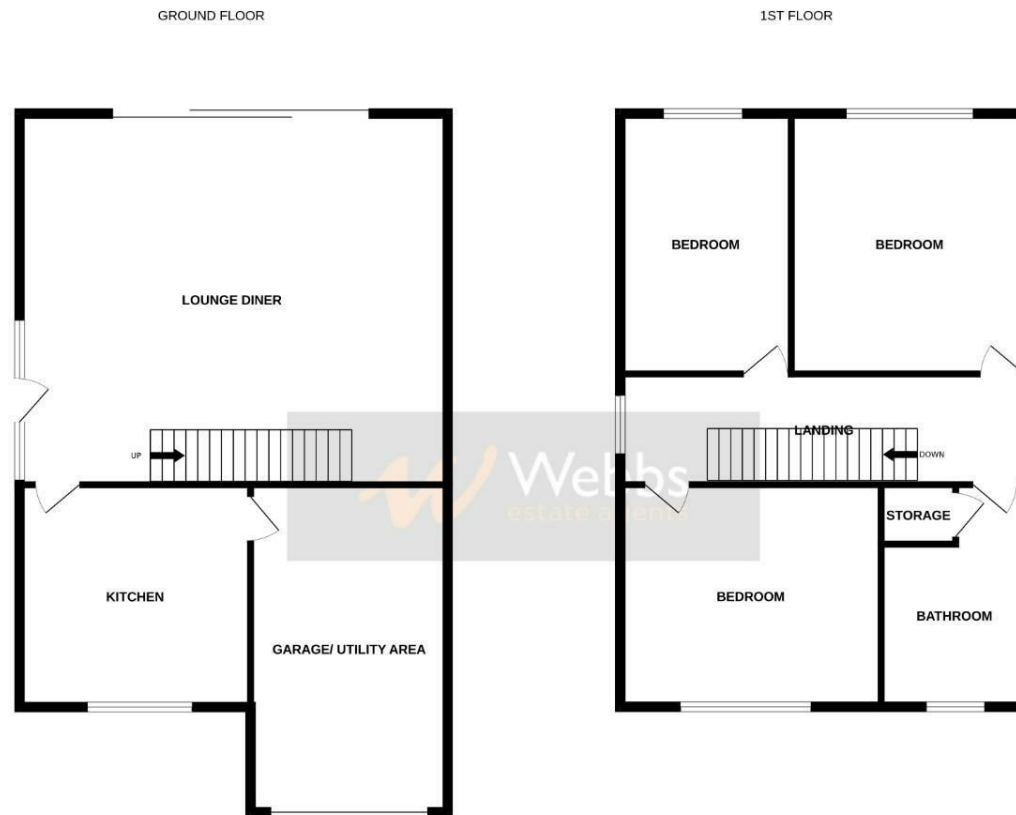 GROUND FLOOR
1ST FLOOR
BEDROOM
BEDROOM
LOUNGE DINER
UP
LANDING
DOWN
Webbs
estate agents
STORAGE
KITCHEN
BEDROOM
BATHROOM
GARAGE/ UTILITY AREA